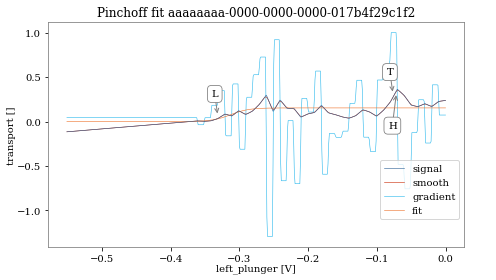 Pinchoff fit aaaaaaaa-0000-0000-0000-017b4f29c1f2
transport []
1.0
0.5
0.0
−0.5
−1.0
L
T
H
signal
smooth
gradient
fit
−0.5
−0.4
−0.3
−0.2
−0.1
0.0
left_plunger [V]